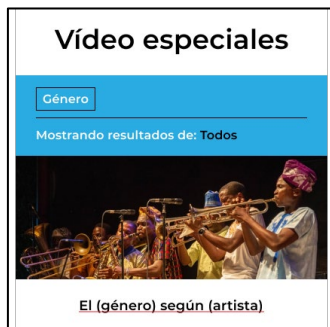 Vídeo especiales
Género
Mostrando resultados de: Todos
El (género) según (artista)